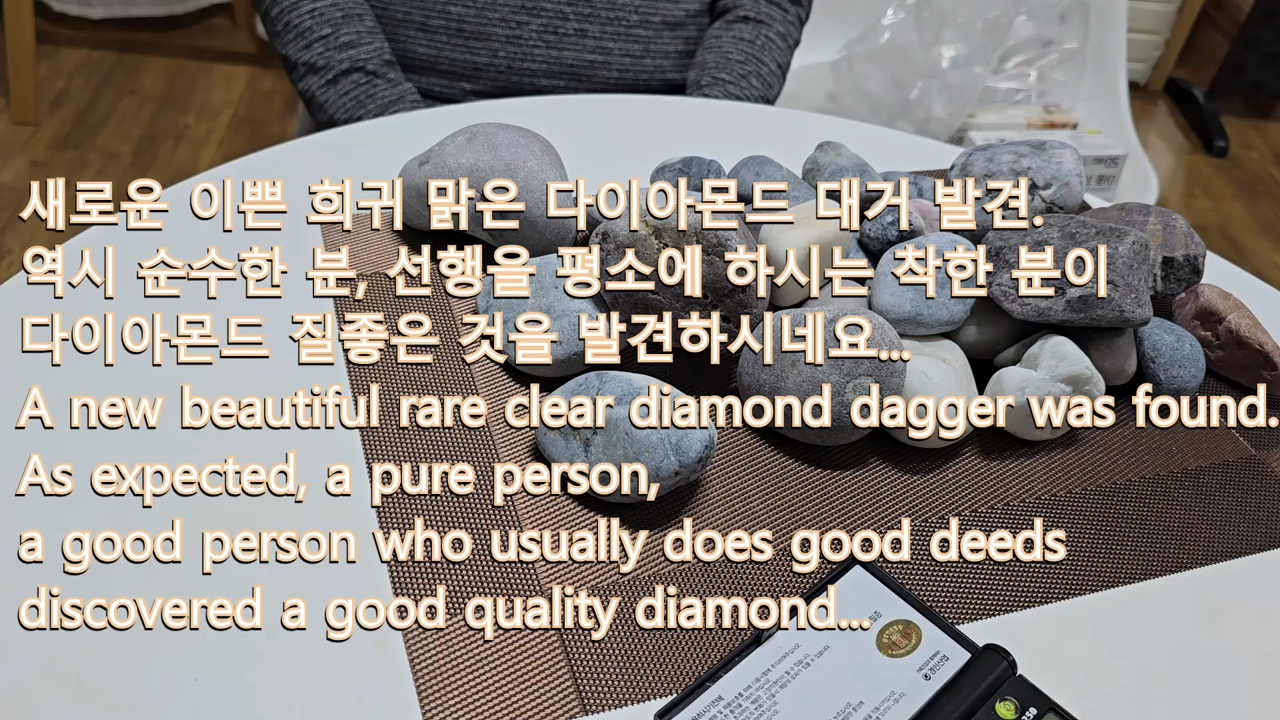 새로운 이쁜 희귀 맑은 다이아몬드 대거 발견.
역시 순수한 분, 선행을 평소에 하시는 착한 분이
다이아몬드 질좋은 것을 발견하시네요...
A new beautiful rare clear diamond dagger was found.
As expected, a pure person,
a good person who usually does good deeds
discovered a good quality diamond...